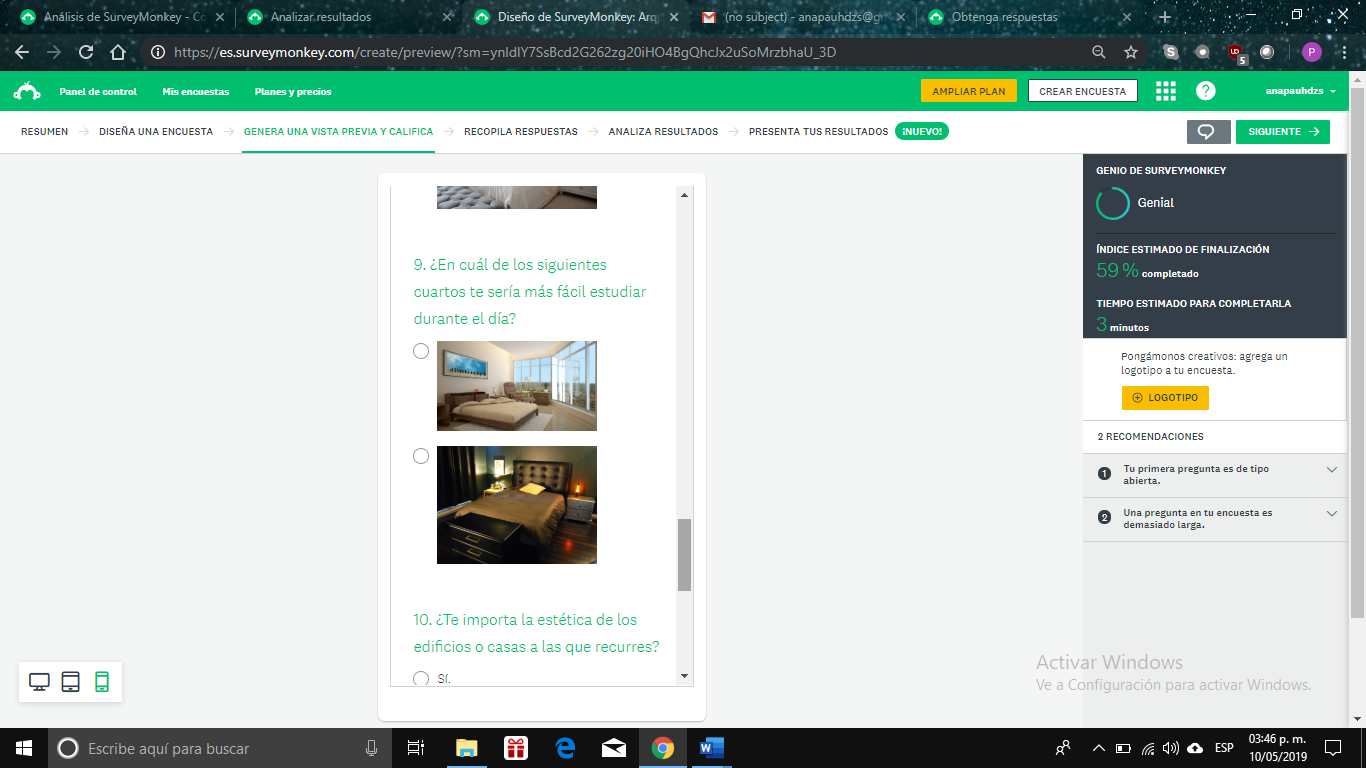 Análisis de SurveyMonkey - Co
Analizar resultados
Diseño de SurveyMonkey: Arqi
(no subject) - anapauhdzs@gm
Obtenga respuestas
https://es.surveymonkey.com/create/preview/?sm=ynIdIY7SsBcd2G262zg20iHO4BgQhcJx2uSoMrzbhaU_3D
5
P
Panel de control
Mis encuestas
Planes y precios
AMPLIAR PLAN
CREAR ENCUESTA
?
anapauhdzs
RESUMEN
DISEÑA UNA ENCUESTA
GENERA UNA VISTA PREVIA Y CALIFICA
RECOPILA RESPUESTAS
ANALIZA RESULTADOS
PRESENTA TUS RESULTADOS
¡NUEVO!
SIGUIENTE
9. ¿En cuál de los siguientes
cuartos te sería más fácil estudiar
durante el día?
10. ¿Te importa la estética de los
edificios o casas a las que recurres?
Sí.
GENIO DE SURVEYMONKEY
Genial
ÍNDICE ESTIMADO DE FINALIZACIÓN
59 % completado
TIEMPO ESTIMADO PARA COMPLETARLA
3 minutos
Pongámonos creativos: agrega un
logotipo a tu encuesta.
LOGOTIPO
2 RECOMENDACIONES
1 Tu primera pregunta es de tipo
abierta.
2 Una pregunta en tu encuesta es
demasiado larga.
Activar Windows
Ve a Configuración para activar Windows.
Escribe aquí para buscar
ESP
03:46 p. m.
10/05/2019